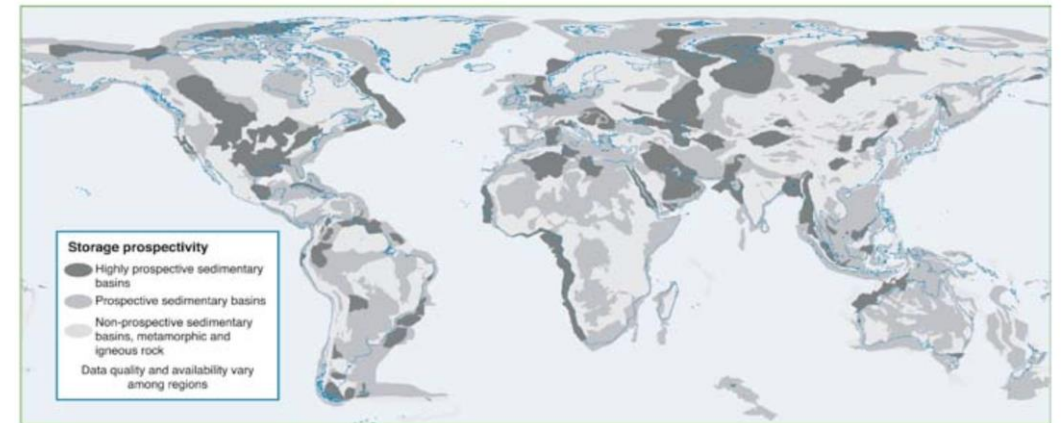 Storage prospectivity
Highly prospective sedimentary
basins
Prospective sedimentary basins
Non-prospective sedimentary
basins, metamorphic and
igneous rock
Data quality and availability vary
among regions